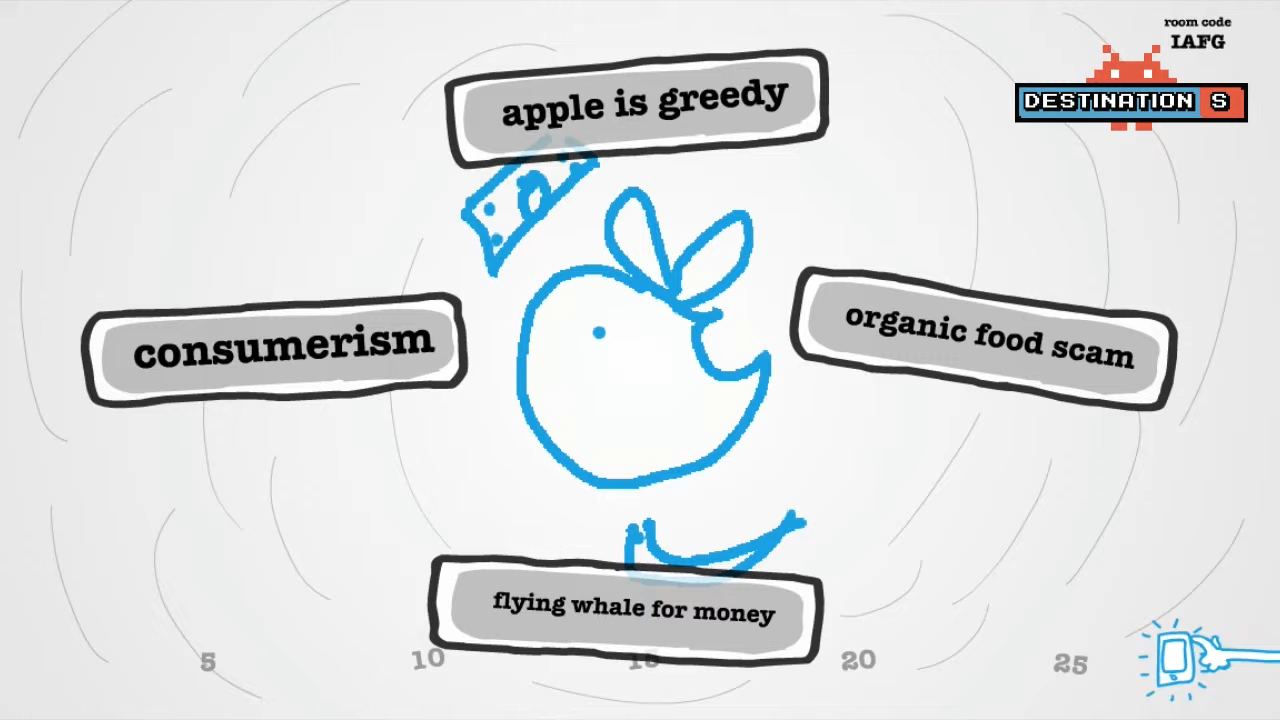 room code
IAFG
DESTINATION S
apple is greedy
consumerism
organic food scam
flying whale for money
5 10 15 20 25